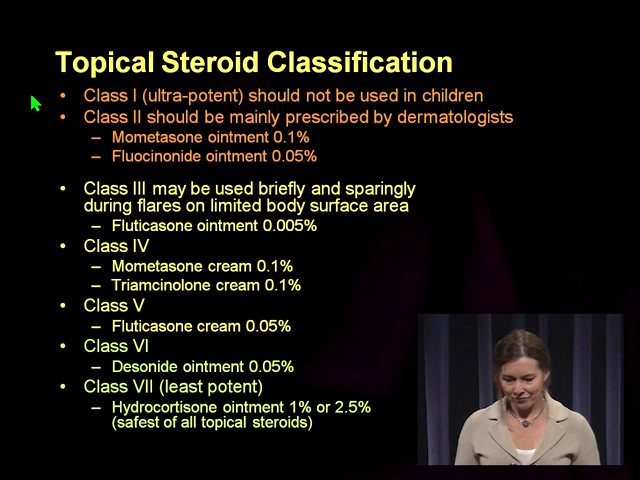 Topical Steroid Classification
• Class I (ultra-potent) should not be used in children
• Class II should be mainly prescribed by dermatologists
– Mometasone ointment 0.1%
– Fluocinonide ointment 0.05%
• Class III may be used briefly and sparingly
during flares on limited body surface area
– Fluticasone ointment 0.005%
• Class IV
– Mometasone cream 0.1%
– Triamcinolone cream 0.1%
• Class V
– Fluticasone cream 0.05%
• Class VI
– Desonide ointment 0.05%
• Class VII (least potent)
– Hydrocortisone ointment 1% or 2.5%
(safest of all topical steroids)